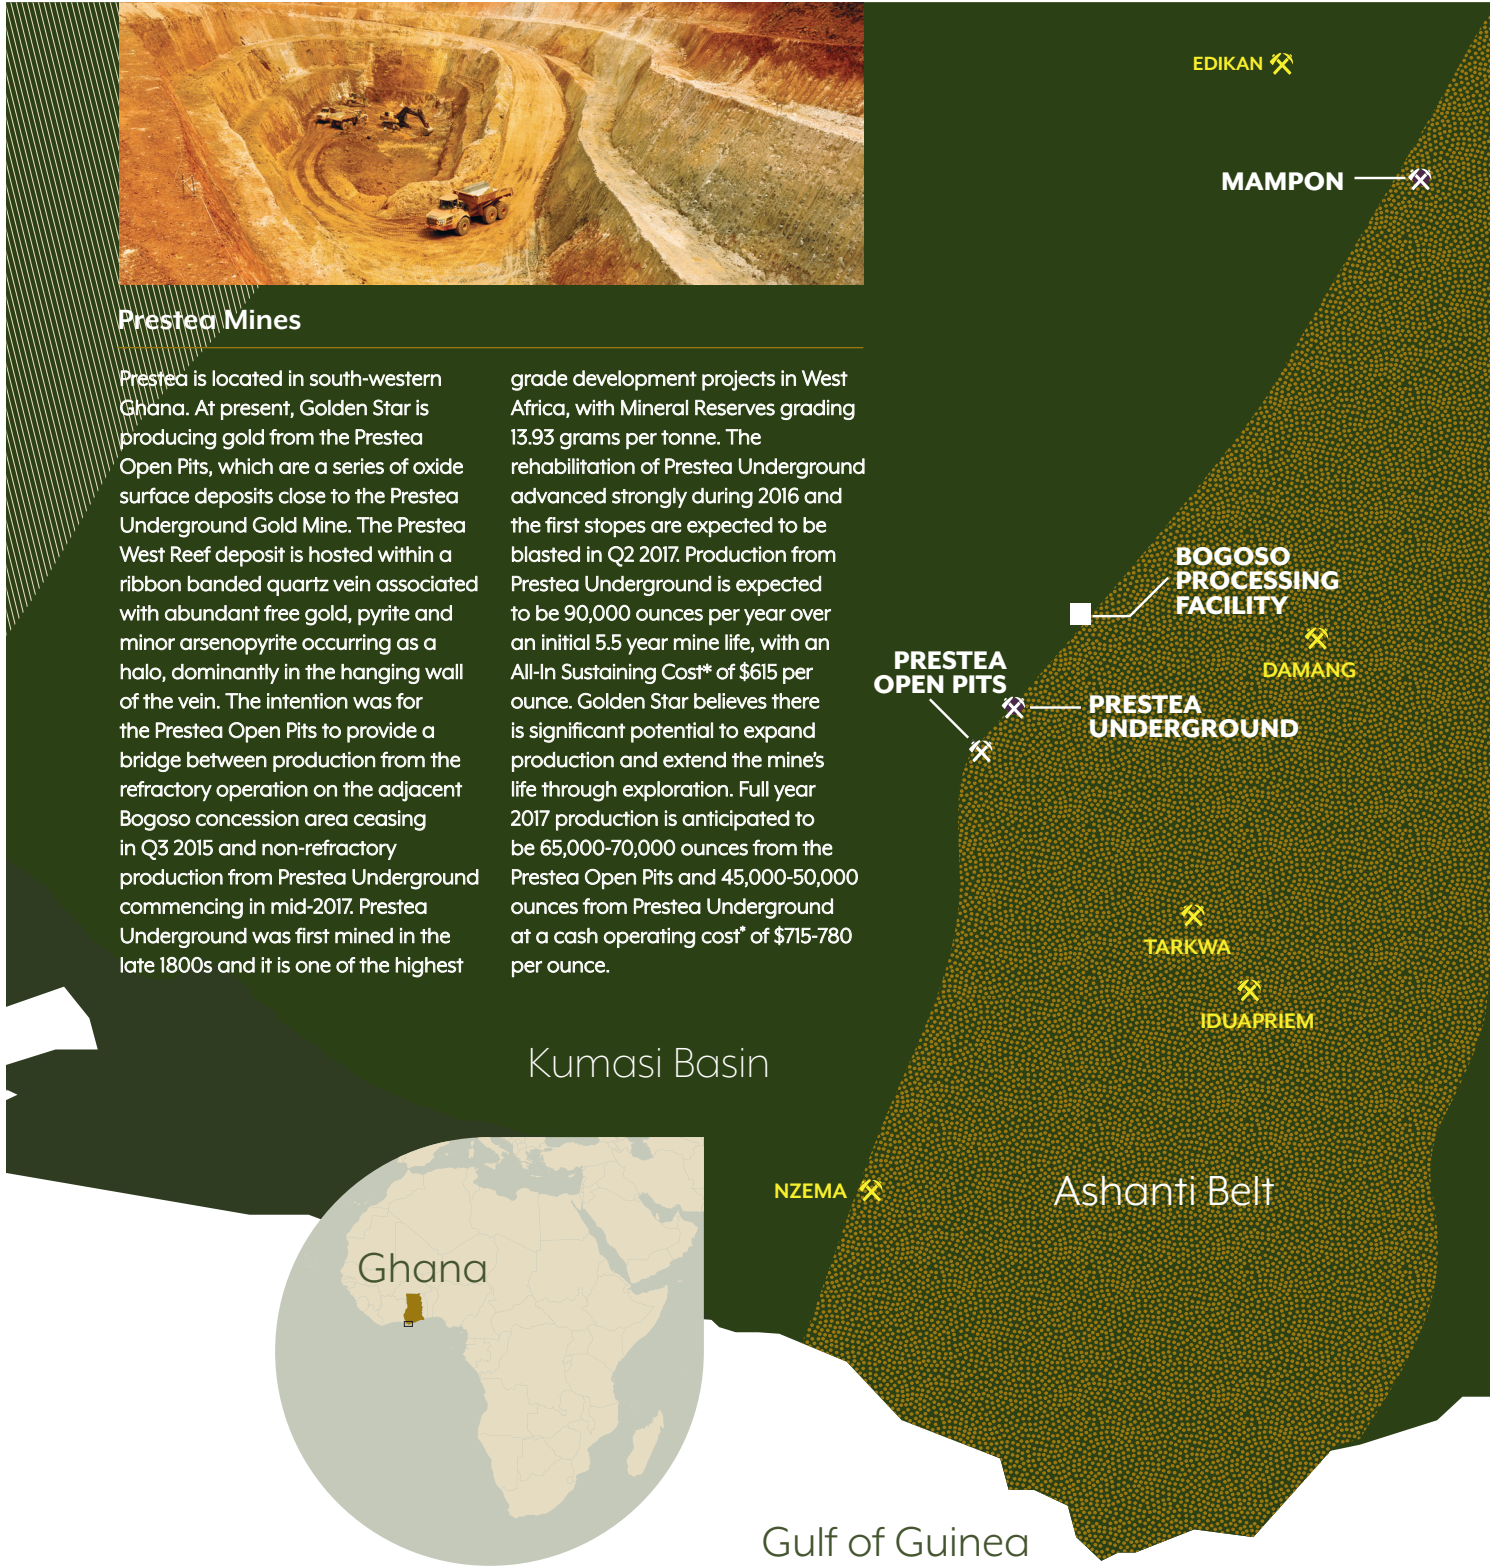 Prestea Mines
Prestea is located in south-western
Ghana. At present, Golden Star is
producing gold from the Prestea
Open Pits, which are a series of oxide
surface deposits close to the Prestea
Underground Gold Mine. The Prestea
West Reef deposit is hosted within a
ribbon banded quartz vein associated
with abundant free gold, pyrite and
minor arsenopyrite occurring as a
halo, dominantly in the hanging wall
of the vein. The intention was for
the Prestea Open Pits to provide a
bridge between production from the
refractory operation on the adjacent
Bogoso concession area ceasing
in Q3 2015 and non-refractory
production from Prestea Underground
commencing in mid-2017. Prestea
Underground was first mined in the
late 1800s and it is one of the highest
grade development projects in West
Africa, with Mineral Reserves grading
13.93 grams per tonne. The
rehabilitation of Prestea Underground
advanced strongly during 2016 and
the first stopes are expected to be
blasted in Q2 2017. Production from
Prestea Underground is expected
to be 90,000 ounces per year over
an initial 5.5 year mine life, with an
All-In Sustaining Cost* of $615 per
ounce. Golden Star believes there
is significant potential to expand
production and extend the mine's
life through exploration. Full year
2017 production is anticipated to
be 65,000-70,000 ounces from the
Prestea Open Pits and 45,000-50,000
ounces from Prestea Underground
at a cash operating cost* of $715-780
per ounce.
EDIKAN
MAMPON
BOGOSO
PROCESSING
FACILITY
DAMANG
PRESTEA
OPEN PITS
PRESTEA
UNDERGROUND
TARKWA
IDUAPRIEM
Kumasi Basin
NZEMA
Ashanti Belt
Ghana
Gulf of Guinea